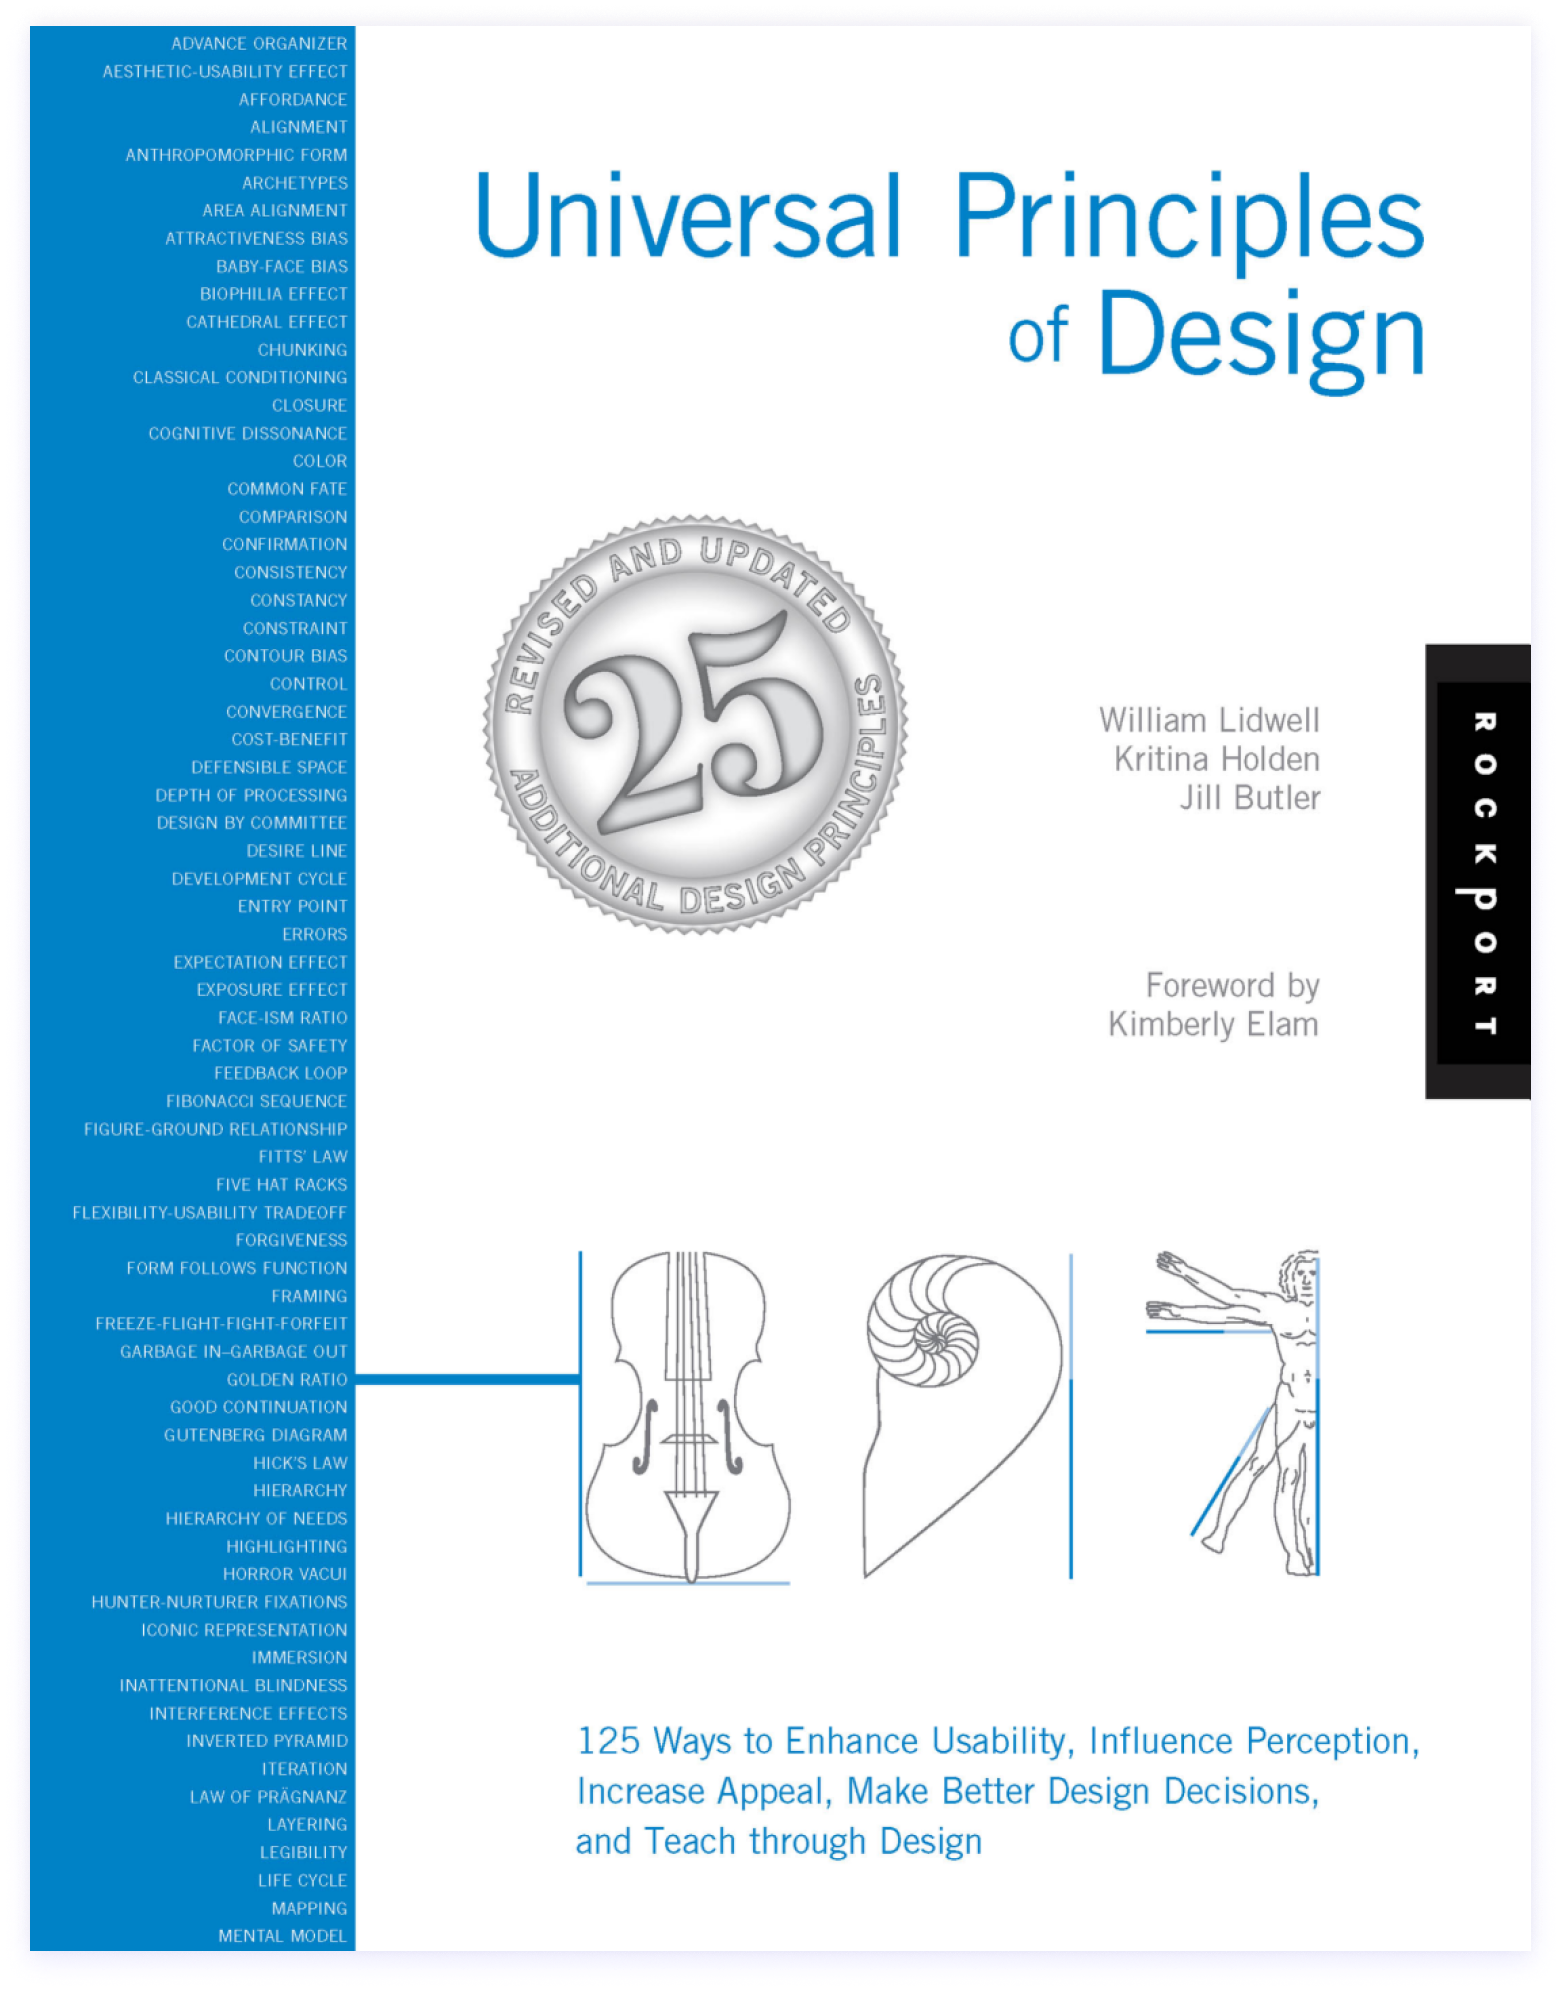 ADVANCE ORGANIZER
AESTHETIC-USABILITY EFFECT
AFFORDANCE
ALIGNMENT
ANTHROPOMORPHIC FORM
ARCHETYPES
AREA ALIGNMENT
ATTRACTIVENESS BIAS
BABY-FACE BIAS
BIOPHILIA EFFECT
CATHEDRAL EFFECT
CHUNKING
CLASSICAL CONDITIONING
CLOSURE
COGNITIVE DISSONANCE
COLOR
COMMON FATE
COMPARISON
CONFIRMATION
CONSISTENCY
CONSTANCY
CONSTRAINT
CONTOUR BIAS
CONTROL
CONVERGENCE
COST-BENEFIT
DEFENSIBLE SPACE
DEPTH OF PROCESSING
DESIGN BY COMMITTEE
DESIRE LINE
DEVELOPMENT CYCLE
ENTRY POINT
ERRORS
EXPECTATION EFFECT
EXPOSURE EFFECT
FACE-ISM RATIO
FACTOR OF SAFETY
FEEDBACK LOOP
FIBONACCI SEQUENCE
FIGURE-GROUND RELATIONSHIP
FITTS' LAW
FIVE HAT RACKS
FLEXIBILITY-USABILITY TRADEOFF
FORGIVENESS
FORM FOLLOWS FUNCTION
FRAMING
FREEZE-FLIGHT-FIGHT-FORFEIT
GARBAGE IN–GARBAGE OUT
GOLDEN RATIO
GOOD CONTINUATION
GUTENBERG DIAGRAM
HICK'S LAW
HIERARCHY
HIERARCHY OF NEEDS
HIGHLIGHTING
HORROR VACUI
HUNTER-NURTURER FIXATIONS
ICONIC REPRESENTATION
IMMERSION
INATTENTIONAL BLINDNESS
INTERFERENCE EFFECTS
INVERTED PYRAMID
ITERATION
LAW OF PRÄGNANZ
LAYERING
LEGIBILITY
LIFE CYCLE
MAPPING
MENTAL MODEL
Universal Principles
of Design
REVISED AND UPDATED
25
ADDITIONAL DESIGN PRINCIPLES
William Lidwell
Kritina Holden
Jill Butler
Foreword by
Kimberly Elam
ROCKPORT
125 Ways to Enhance Usability, Influence Perception,
Increase Appeal, Make Better Design Decisions,
and Teach through Design